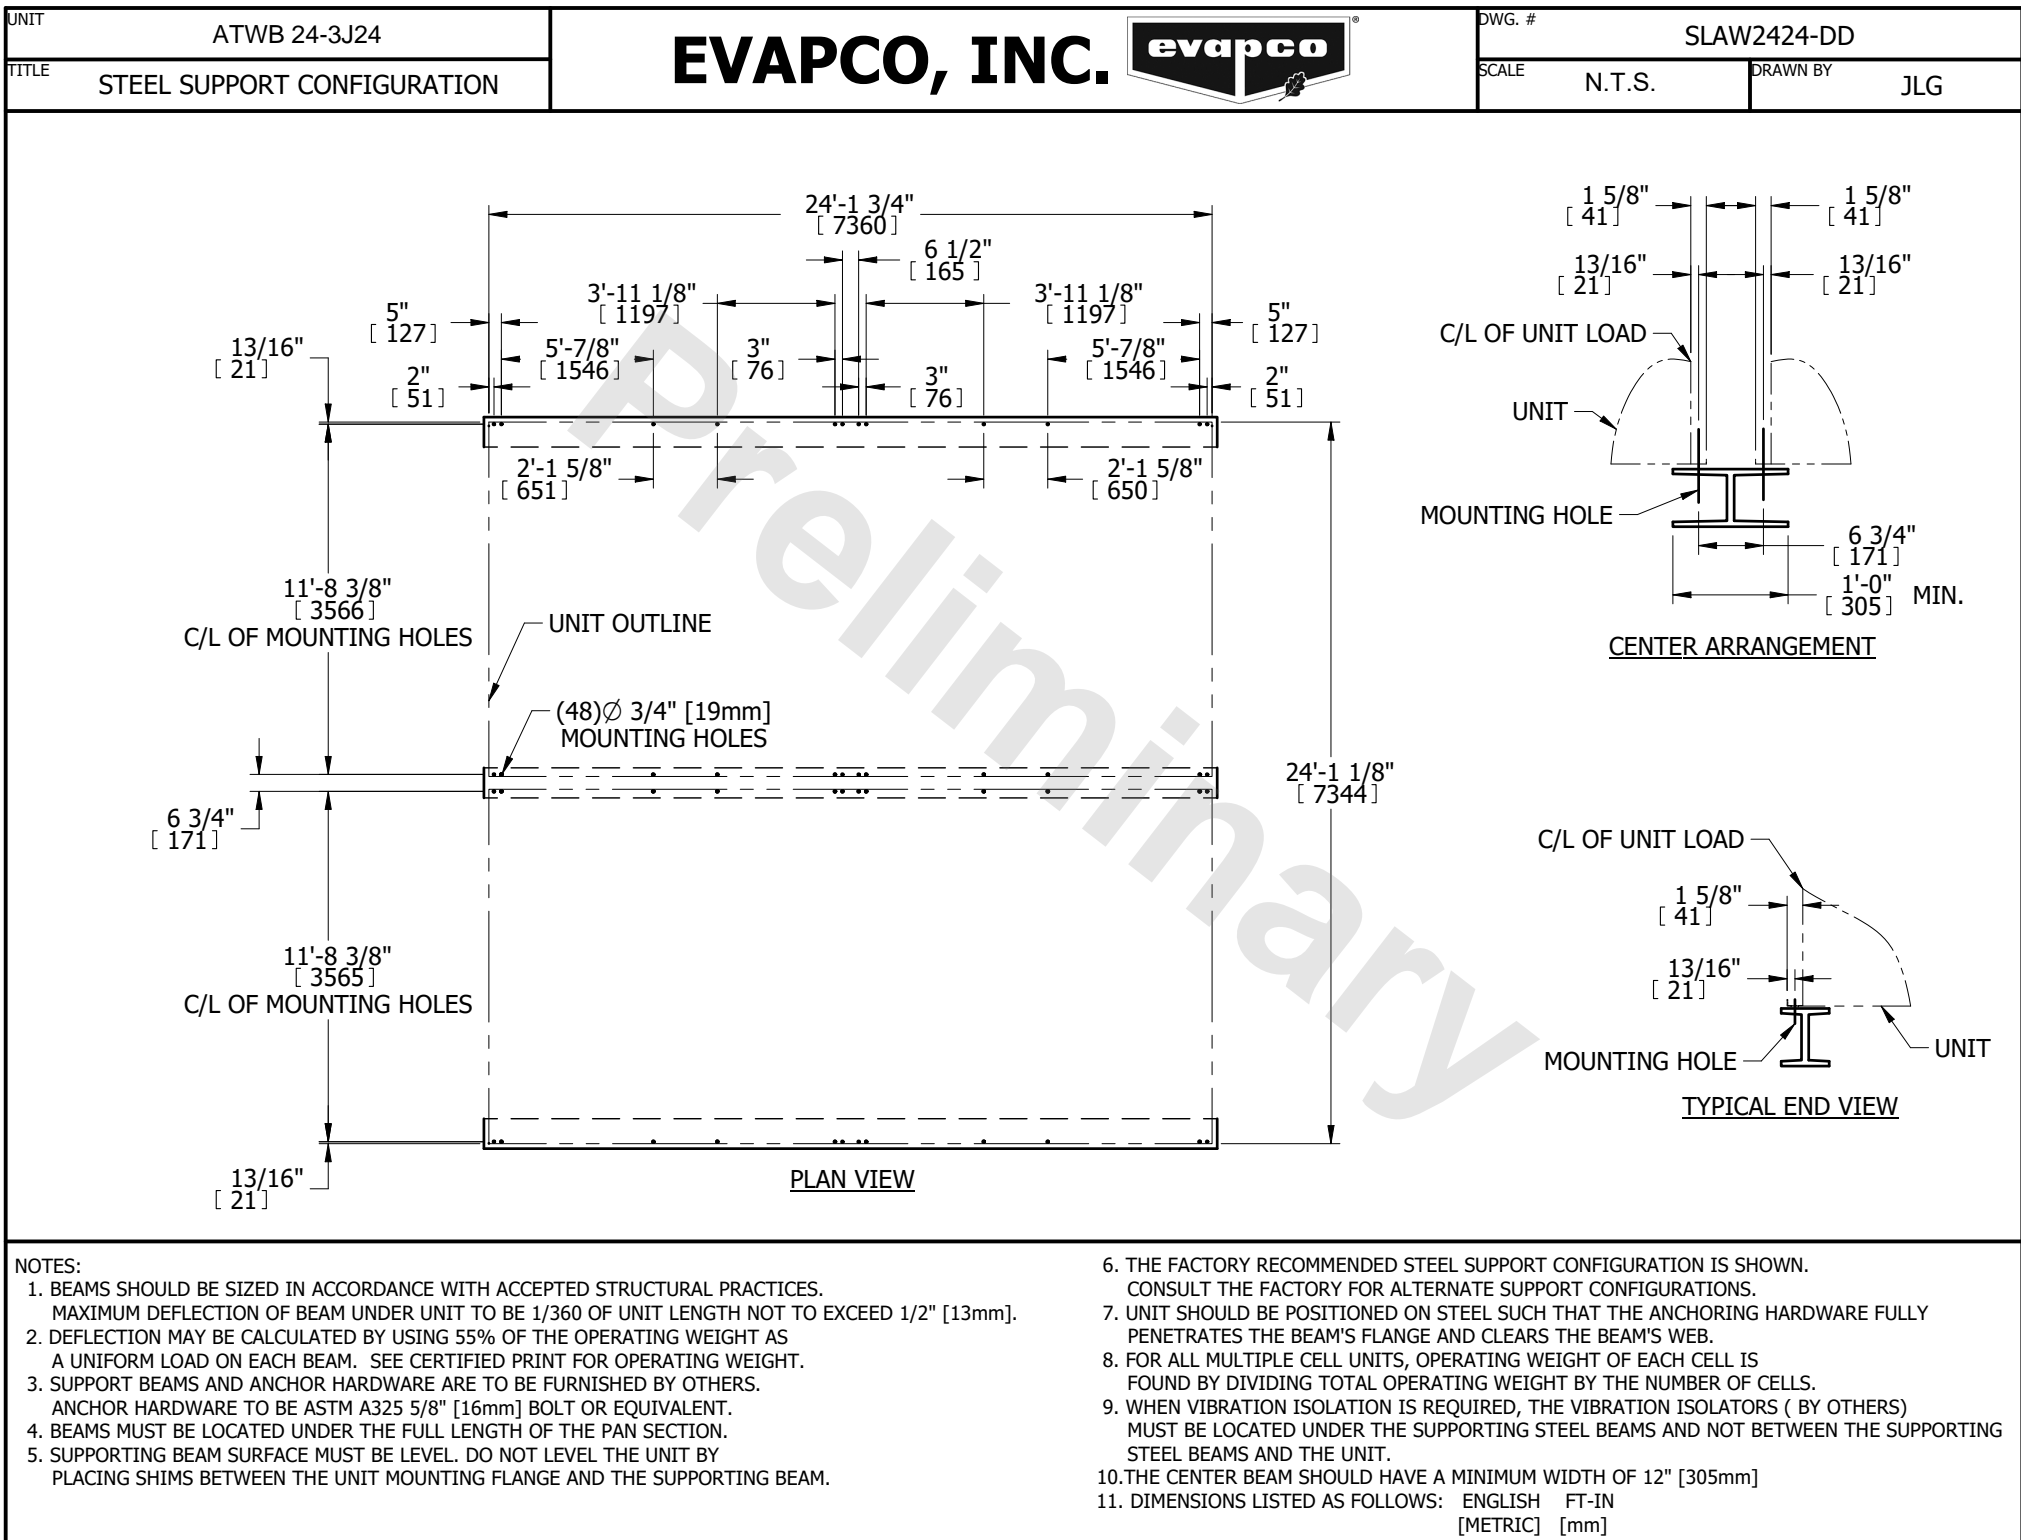 UNIT
ATWB 24-3J24
TITLE
STEEL SUPPORT CONFIGURATION
EVAPCO, INC.
evapco
®
DWG. #
SLAW2424-DD
SCALE
N.T.S.
DRAWN BY
JLG
24'-1 3/4"
[ 7360 ]
6 1/2"
[ 165 ]
3'-11 1/8"
[ 1197 ]
3'-11 1/8"
[ 1197 ]
5"
[ 127 ]
5"
[ 127 ]
13/16"
[ 21 ]
5'-7/8"
[ 1546 ]
3"
[ 76 ]
5'-7/8"
[ 1546 ]
2"
[ 51 ]
3"
[ 76 ]
2"
[ 51 ]
2'-1 5/8"
[ 651 ]
2'-1 5/8"
[ 650 ]
11'-8 3/8"
[ 3566 ]
C/L OF MOUNTING HOLES
UNIT OUTLINE
(48)Ø 3/4" [19mm]
MOUNTING HOLES
6 3/4"
[ 171 ]
24'-1 1/8"
[ 7344 ]
11'-8 3/8"
[ 3565 ]
C/L OF MOUNTING HOLES
13/16"
[ 21 ]
PLAN VIEW
Preliminary
1 5/8"
[ 41 ]
1 5/8"
[ 41 ]
13/16"
[ 21 ]
13/16"
[ 21 ]
C/L OF UNIT LOAD
UNIT
MOUNTING HOLE
6 3/4"
[ 171 ]
1'-0"
[ 305 ] MIN.
CENTER ARRANGEMENT
C/L OF UNIT LOAD
1 5/8"
[ 41 ]
13/16"
[ 21 ]
MOUNTING HOLE
UNIT
TYPICAL END VIEW
NOTES:
1. BEAMS SHOULD BE SIZED IN ACCORDANCE WITH ACCEPTED STRUCTURAL PRACTICES.
MAXIMUM DEFLECTION OF BEAM UNDER UNIT TO BE 1/360 OF UNIT LENGTH NOT TO EXCEED 1/2" [13mm].
2. DEFLECTION MAY BE CALCULATED BY USING 55% OF THE OPERATING WEIGHT AS
A UNIFORM LOAD ON EACH BEAM. SEE CERTIFIED PRINT FOR OPERATING WEIGHT.
3. SUPPORT BEAMS AND ANCHOR HARDWARE ARE TO BE FURNISHED BY OTHERS.
ANCHOR HARDWARE TO BE ASTM A325 5/8" [16mm] BOLT OR EQUIVALENT.
4. BEAMS MUST BE LOCATED UNDER THE FULL LENGTH OF THE PAN SECTION.
5. SUPPORTING BEAM SURFACE MUST BE LEVEL. DO NOT LEVEL THE UNIT BY
PLACING SHIMS BETWEEN THE UNIT MOUNTING FLANGE AND THE SUPPORTING BEAM.
6. THE FACTORY RECOMMENDED STEEL SUPPORT CONFIGURATION IS SHOWN.
CONSULT THE FACTORY FOR ALTERNATE SUPPORT CONFIGURATIONS.
7. UNIT SHOULD BE POSITIONED ON STEEL SUCH THAT THE ANCHORING HARDWARE FULLY
PENETRATES THE BEAM'S FLANGE AND CLEARS THE BEAM'S WEB.
8. FOR ALL MULTIPLE CELL UNITS, OPERATING WEIGHT OF EACH CELL IS
FOUND BY DIVIDING TOTAL OPERATING WEIGHT BY THE NUMBER OF CELLS.
9. WHEN VIBRATION ISOLATION IS REQUIRED, THE VIBRATION ISOLATORS ( BY OTHERS)
MUST BE LOCATED UNDER THE SUPPORTING STEEL BEAMS AND NOT BETWEEN THE SUPPORTING
STEEL BEAMS AND THE UNIT.
10.THE CENTER BEAM SHOULD HAVE A MINIMUM WIDTH OF 12" [305mm]
11. DIMENSIONS LISTED AS FOLLOWS: ENGLISH FT-IN
[METRIC] [mm]